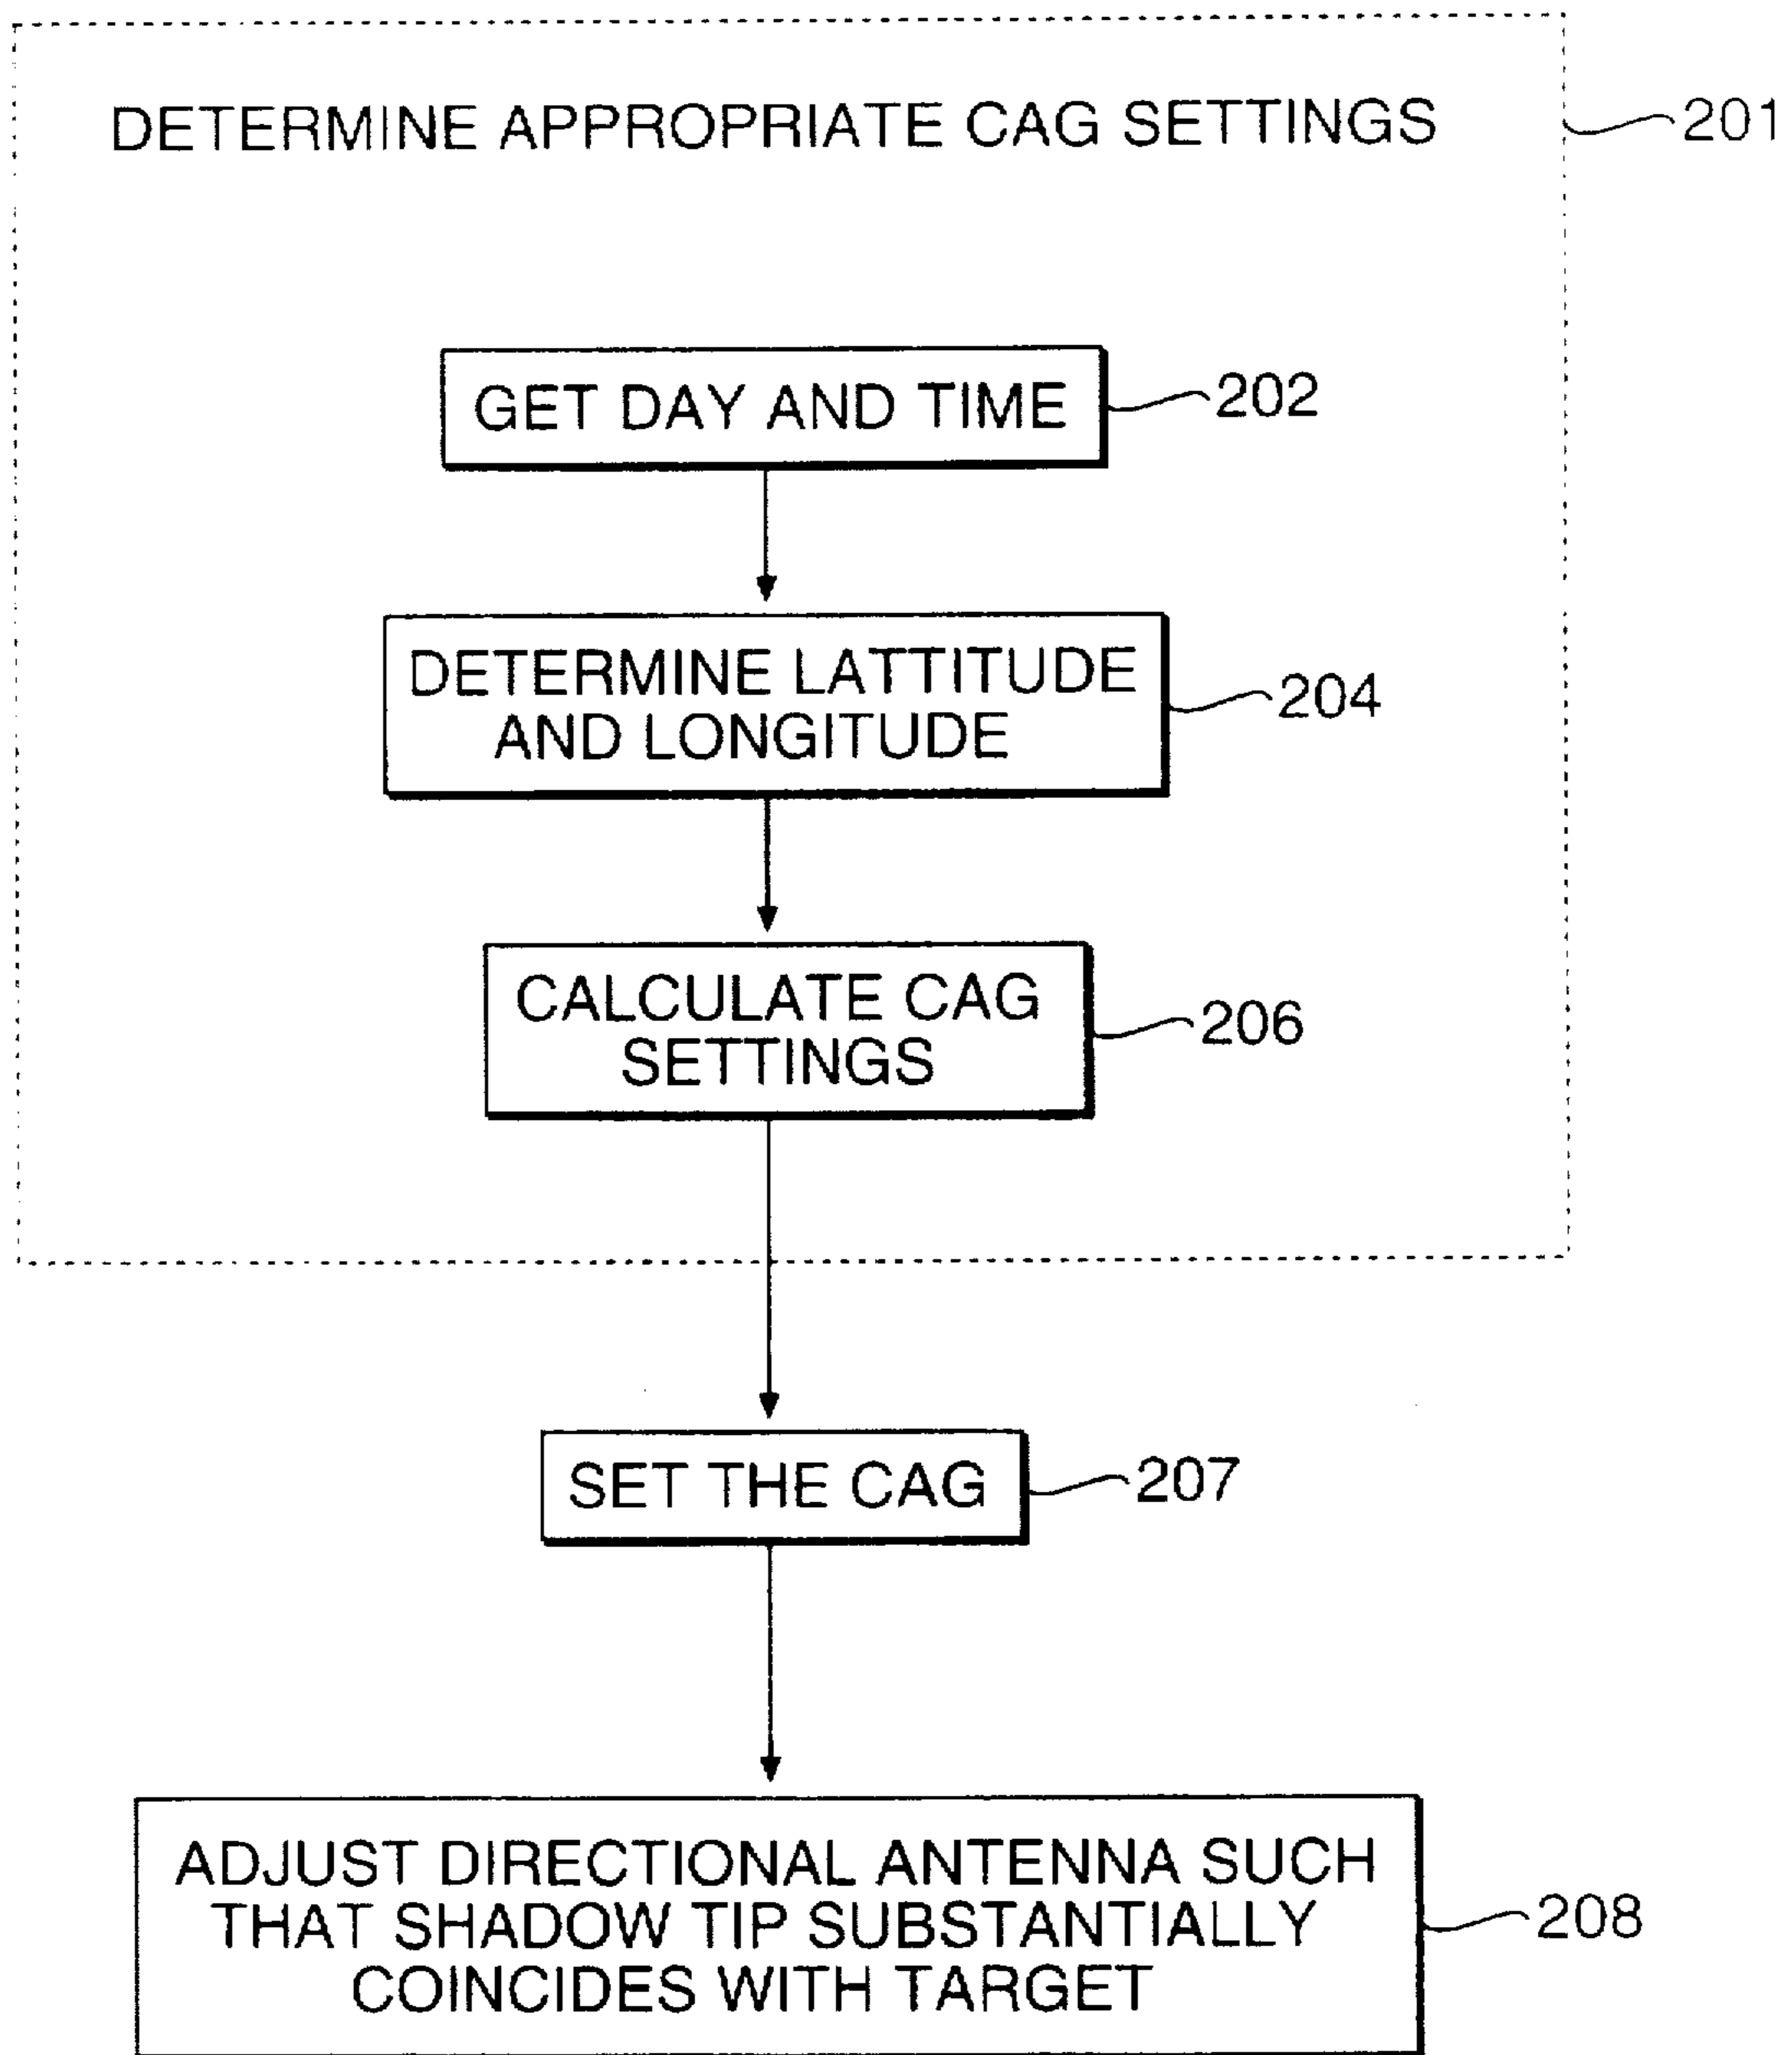 DETERMINE APPROPRIATE CAG SETTINGS
201
GET DAY AND TIME
202
DETERMINE LATTITUDE
AND LONGITUDE
204
CALCULATE CAG
SETTINGS
206
SET THE CAG
207
ADJUST DIRECTIONAL ANTENNA SUCH
THAT SHADOW TIP SUBSTANTIALLY
COINCIDES WITH TARGET
208